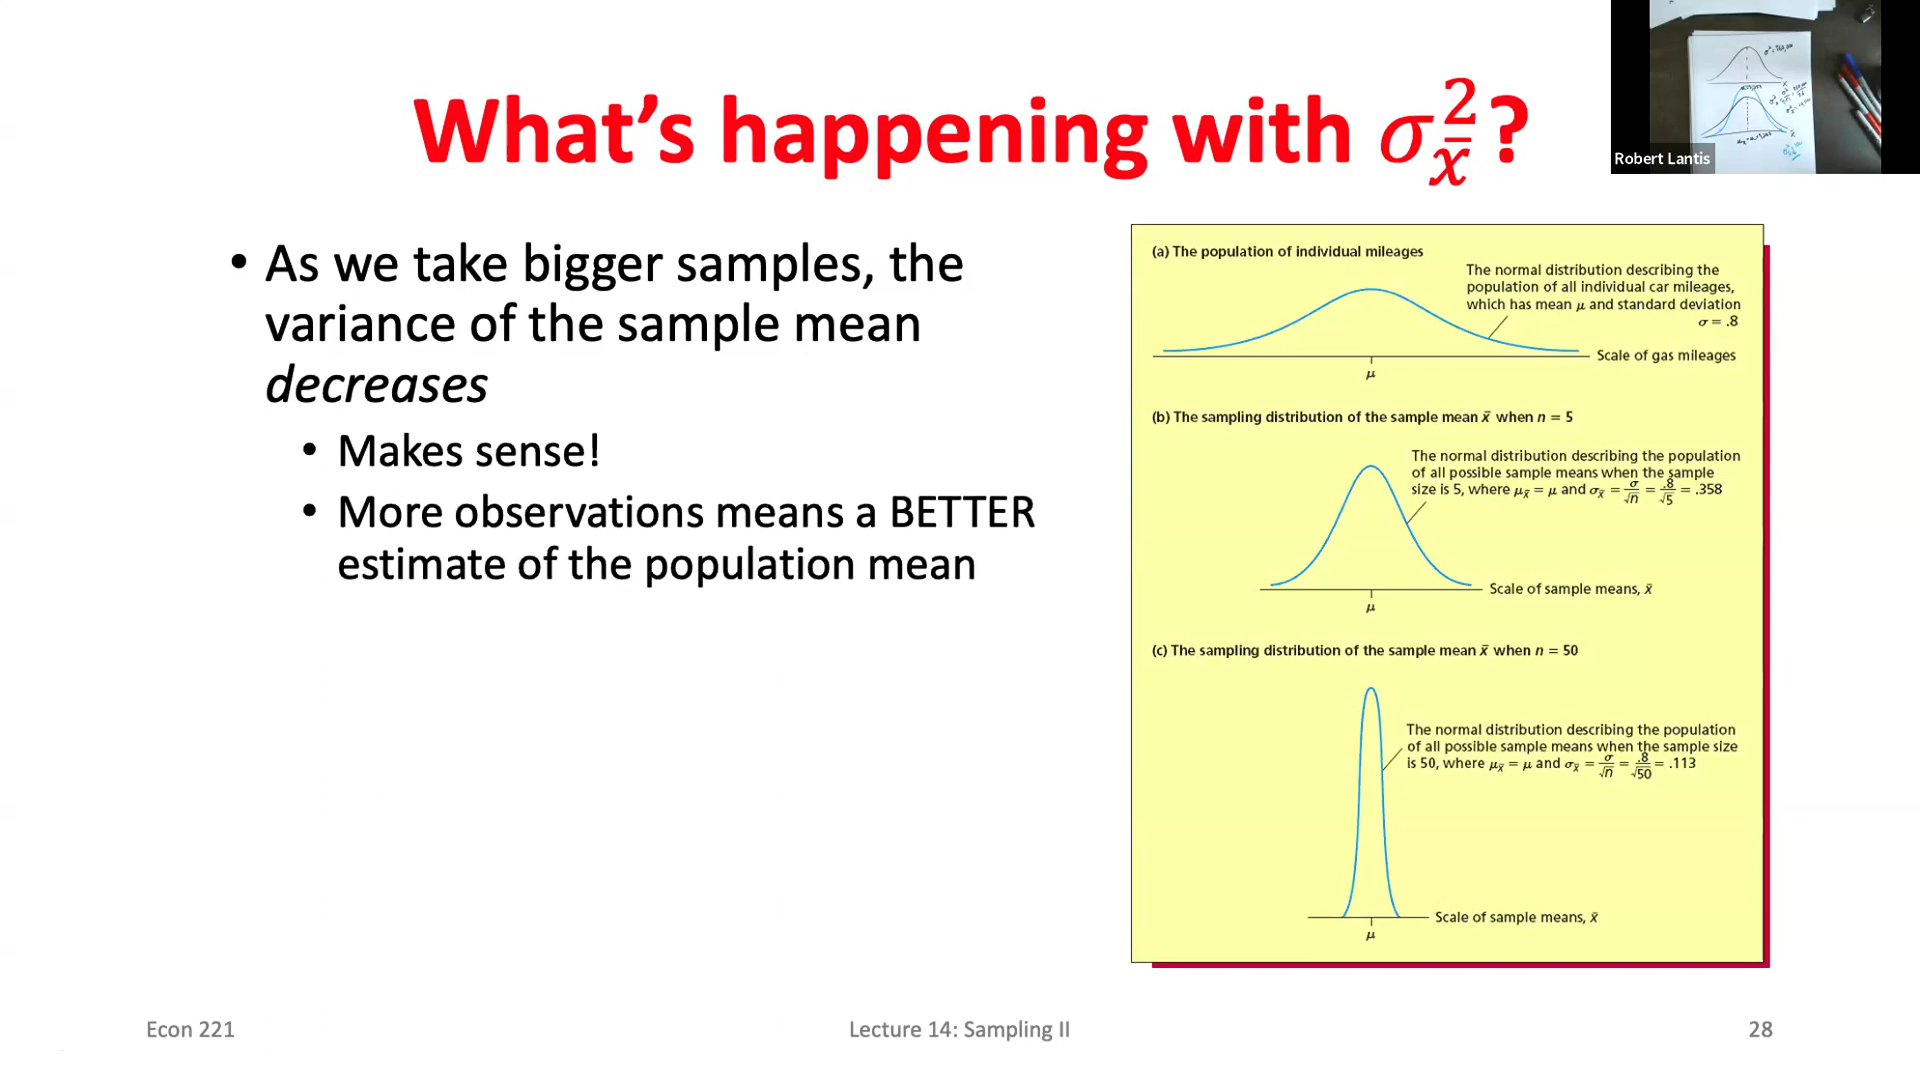 What's happening with σ²x̄?
Robert Lantis
• As we take bigger samples, the
variance of the sample mean
decreases
• Makes sense!
• More observations means a BETTER
estimate of the population mean
(a) The population of individual mileages
The normal distribution describing the
population of all individual car mileages,
which has mean μ and standard deviation
σ = .8
Scale of gas mileages
μ
(b) The sampling distribution of the sample mean x̄ when n = 5
The normal distribution describing the population
of all possible sample means when the sample
size is 5, where μx̄ = μ and σx̄ = σ/√n = .8/√5 = .358
Scale of sample means, x̄
μ
(c) The sampling distribution of the sample mean x̄ when n = 50
The normal distribution describing the population
of all possible sample means when the sample size
is 50, where μx̄ = μ and σx̄ = σ/√n = .8/√50 = .113
Scale of sample means, x̄
μ
Econ 221
Lecture 14: Sampling II
28